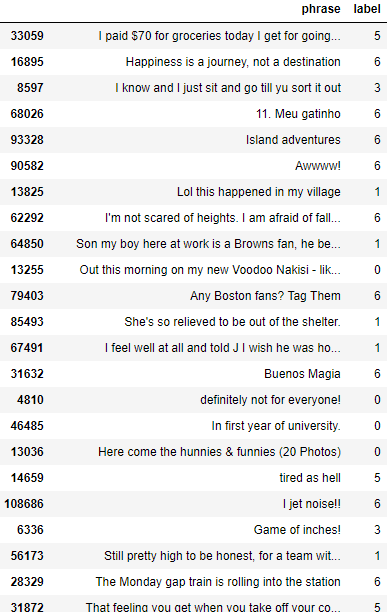 phrase label
33059 I paid $70 for groceries today I get for going... 5
16895 Happiness is a journey, not a destination 6
8597 I know and I just sit and go till yu sort it out 3
68026 11. Meu gatinho 6
93328 Island adventures 6
90582 Awwww! 6
13825 Lol this happened in my village 1
62292 I'm not scared of heights. I am afraid of fall... 6
64850 Son my boy here at work is a Browns fan, he be... 1
13255 Out this morning on my new Voodoo Nakisi - lik... 0
79403 Any Boston fans? Tag Them 6
85493 She's so relieved to be out of the shelter. 1
67491 I feel well at all and told J I wish he was ho... 1
31632 Buenos Magia 6
4810 definitely not for everyone! 0
46485 In first year of university. 0
13036 Here come the hunnies & funnies (20 Photos) 0
14659 tired as hell 5
108686 I jet noise!! 6
6336 Game of inches! 3
56173 Still pretty high to be honest, for a team wit... 1
28329 The Monday gap train is rolling into the station 6
31872 That feeling you get when you take off your co... 5